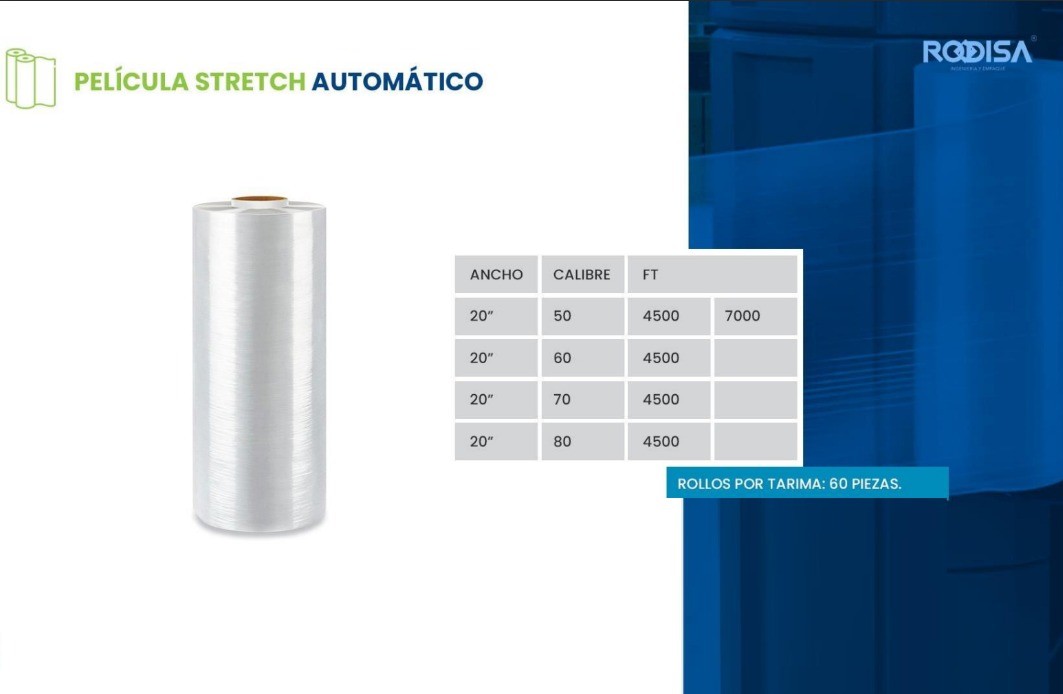 RODISA®
PELÍCULA STRETCH AUTOMÁTICO
ANCHO CALIBRE FT
20” 50 4500 7000
20” 60 4500
20” 70 4500
20” 80 4500
ROLLOS POR TARIMA: 60 PIEZAS.